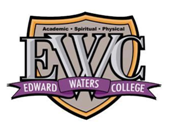 Academic • Spiritual • Physical
EWC
EDWARD WATERS COLLEGE